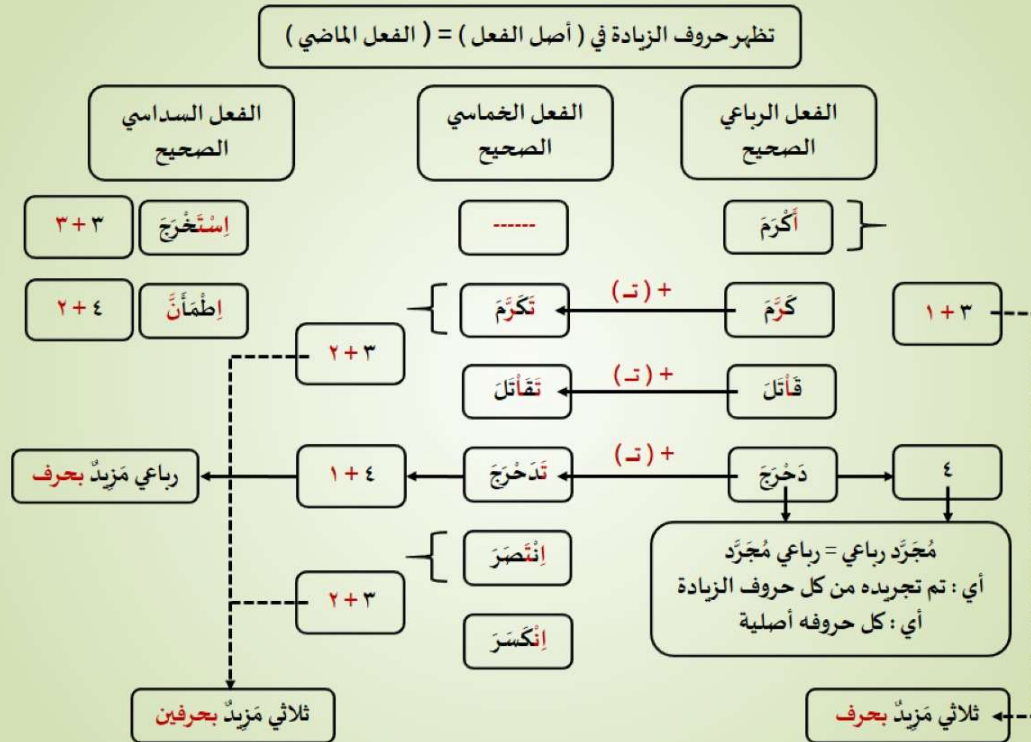 تظهر حروف الزيادة في ( أصل الفعل ) = ( الفعل الماضي )
الفعل الرباعي
الصحيح
الفعل الخماسي
الصحيح
الفعل السداسي
الصحيح
أَكْرَمَ
------
اِسْتَخْرَجَ
٣ + ٣
٣ + ١
كَرَّمَ
+ ( تـ )
تَكَرَّمَ
اِطْمَأَنَّ
٤ + ٢
٣ + ٢
قَاْتَلَ
+ ( تـ )
تَقَاْتَلَ
٤
دَحْرَجَ
+ ( تـ )
تَدَحْرَجَ
٤ + ١
رباعي مَزِيدٌ بحرف
مُجَرَّد رباعي = رباعي مُجَرَّد
أي : تم تجريده من كل حروف الزيادة
أي : كل حروفه أصلية
اِنْتَصَرَ
٣ + ٢
اِنْكَسَرَ
ثلاثي مَزِيدٌ بحرف
ثلاثي مَزِيدٌ بحرفين